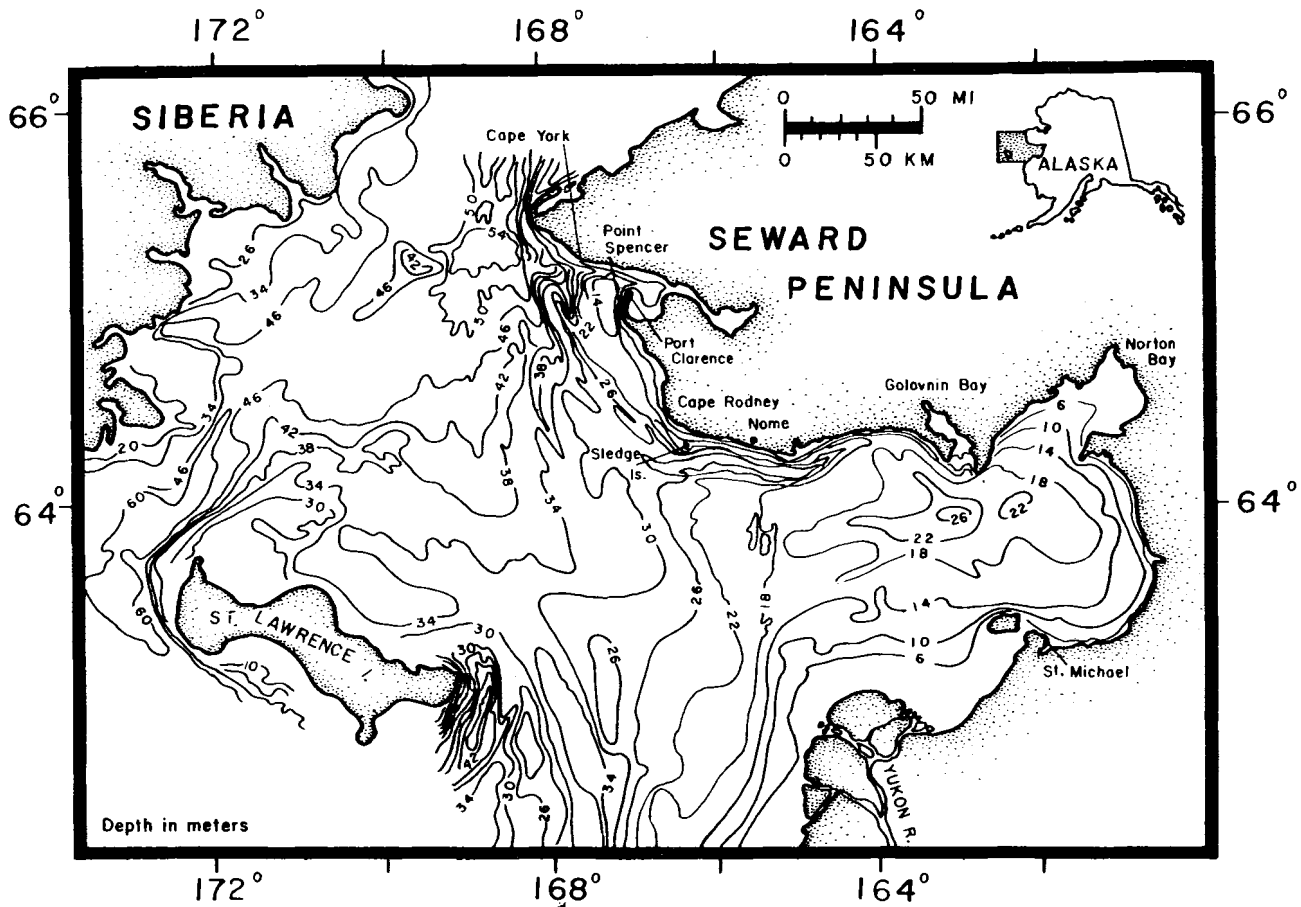 172° 168° 164°
66° 66°
SIBERIA
0 50 MI
0 50 KM
ALASKA
Cape York
Point
Spencer
SEWARD
PENINSULA
Port
Clarence
Norton
Bay
Golovnin Bay
Cape Rodney
Nome
Sledge
Is.
64° 64°
50
54
42
46
26
34
46
50
46
42
38
14
22
26
34
46
42
38
20
46
60
34
30
38
34
30
6
10
14
18
26
22
22
18
14
10
6
26
22
18
60
34
30
30
26
10
42
34
30
26
34
ST. LAWRENCE I.
St. Michael
YUKON R.
Depth in meters
172° 168° 164°